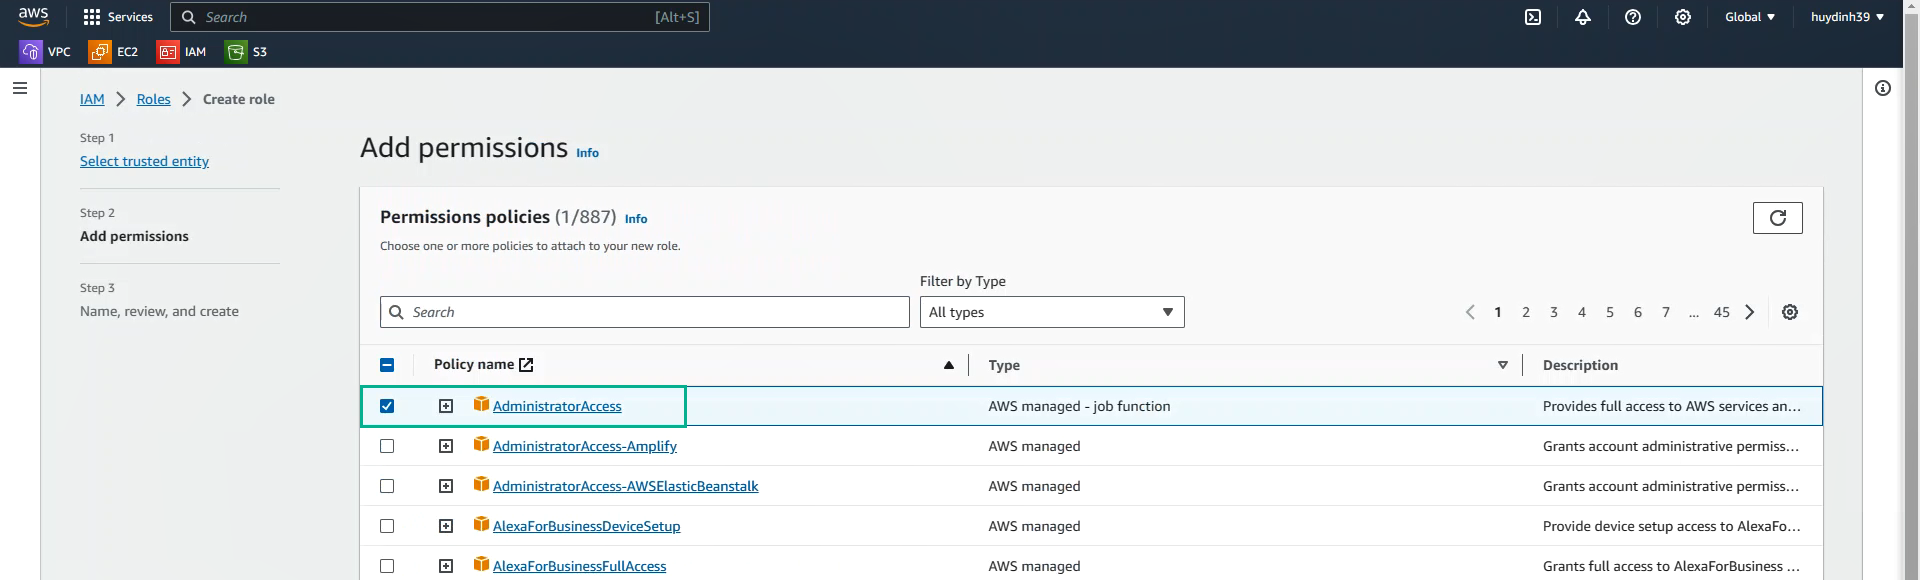 aws Services Search [Alt+S] Global huydinh39
VPC EC2 IAM S3
IAM Roles Create role
Step 1
Select trusted entity
Step 2
Add permissions
Step 3
Name, review, and create
Add permissions Info
Permissions policies (1/887) Info
Choose one or more policies to attach to your new role.
Filter by Type
Search All types 1 2 3 4 5 6 7 ... 45
Policy name Type Description
AdministratorAccess AWS managed - job function Provides full access to AWS services an...
AdministratorAccess-Amplify AWS managed Grants account administrative permiss...
AdministratorAccess-AWSElasticBeanstalk AWS managed Grants account administrative permiss...
AlexaForBusinessDeviceSetup AWS managed Provide device setup access to AlexaFo...
AlexaForBusinessFullAccess AWS managed Grants full access to AlexaForBusiness ...